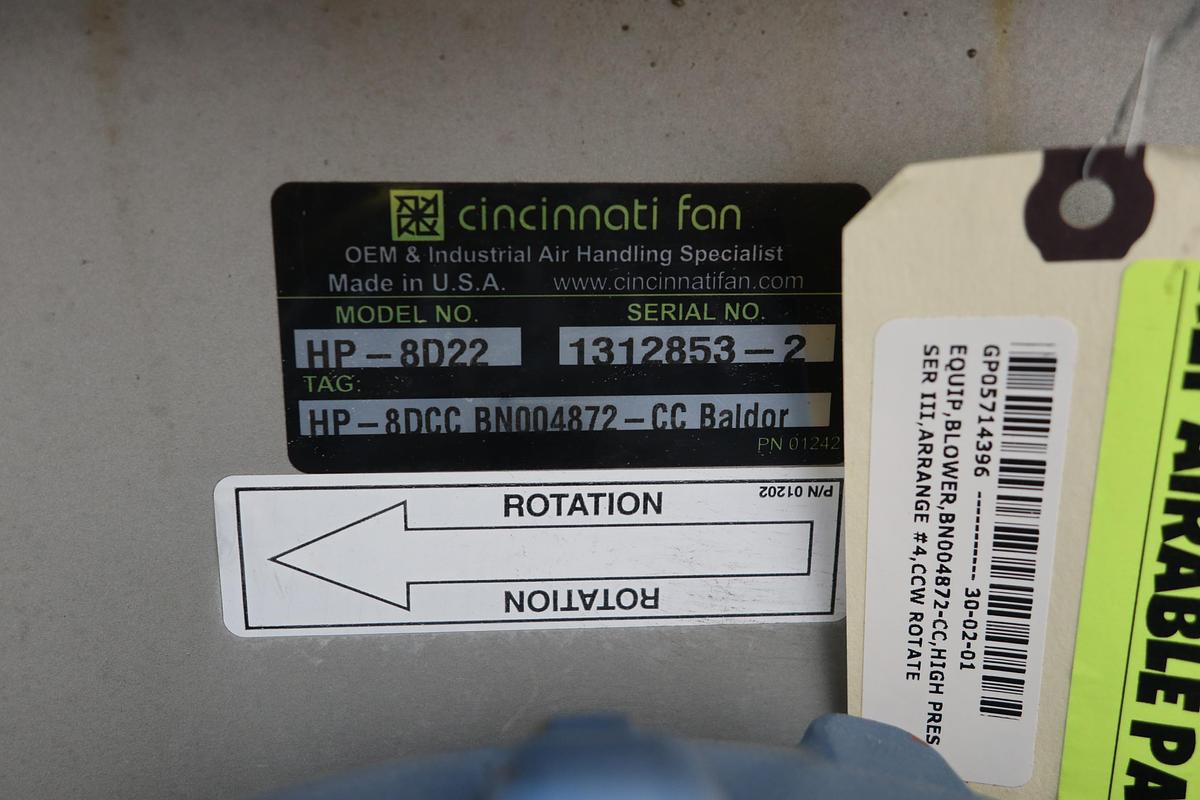 cincinnati fan
OEM & Industrial Air Handling Specialist
Made in U.S.A. www.cincinnatifan.com
MODEL NO. SERIAL NO.
HP-8D22 1312853-2
TAG:
HP-8DCC BN004872-CC Baldor
PN 01242
ROTATION
P/N 01202
ROTATION
GP05714396 ---------- 30-02-01
EQUIP,BLOWER,BN004872-CC,HIGH PRES
SER III,ARRANGE #4,CCW ROTATE
AIRABLE PA